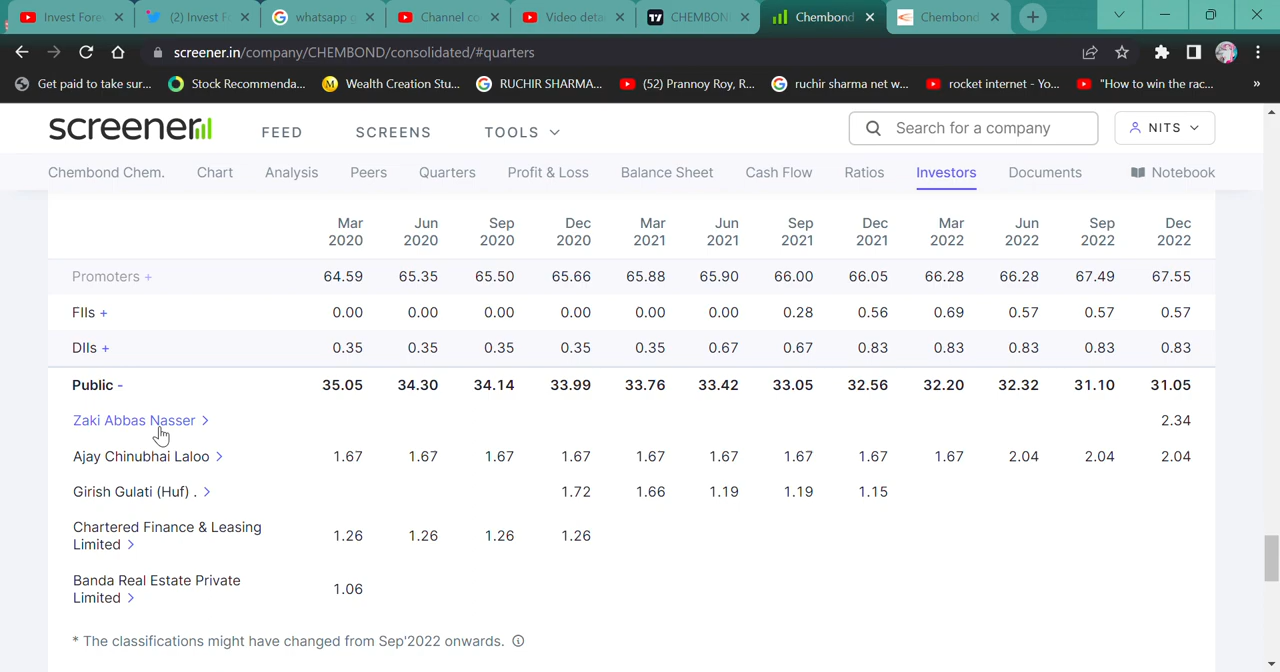 Invest Fore
(2) Invest F
whatsapp g
Channel co
Video deta
CHEMBON
Chembond
Chembond
screener.in/company/CHEMBOND/consolidated/#quarters
Get paid to take sur...
Stock Recommenda...
Wealth Creation Stu...
RUCHIR SHARMA...
(52) Prannoy Roy, R...
ruchir sharma net w...
rocket internet - Yo...
"How to win the rac...
»
screener
FEED
SCREENS
TOOLS
Search for a company
NITS
Chembond Chem. Chart Analysis Peers Quarters Profit & Loss Balance Sheet Cash Flow Ratios Investors Documents Notebook
Mar 2020 Jun 2020 Sep 2020 Dec 2020 Mar 2021 Jun 2021 Sep 2021 Dec 2021 Mar 2022 Jun 2022 Sep 2022 Dec 2022
Promoters + 64.59 65.35 65.50 65.66 65.88 65.90 66.00 66.05 66.28 66.28 67.49 67.55
FIIs + 0.00 0.00 0.00 0.00 0.00 0.00 0.28 0.56 0.69 0.57 0.57 0.57
DIIs + 0.35 0.35 0.35 0.35 0.35 0.67 0.67 0.83 0.83 0.83 0.83 0.83
Public - 35.05 34.30 34.14 33.99 33.76 33.42 33.05 32.56 32.20 32.32 31.10 31.05
Zaki Abbas Nasser > 2.34
Ajay Chinubhai Laloo > 1.67 1.67 1.67 1.67 1.67 1.67 1.67 1.67 1.67 2.04 2.04 2.04
Girish Gulati (Huf) . > 1.72 1.66 1.19 1.19 1.15
Chartered Finance & Leasing
Limited > 1.26 1.26 1.26 1.26
Banda Real Estate Private
Limited > 1.06
* The classifications might have changed from Sep'2022 onwards.